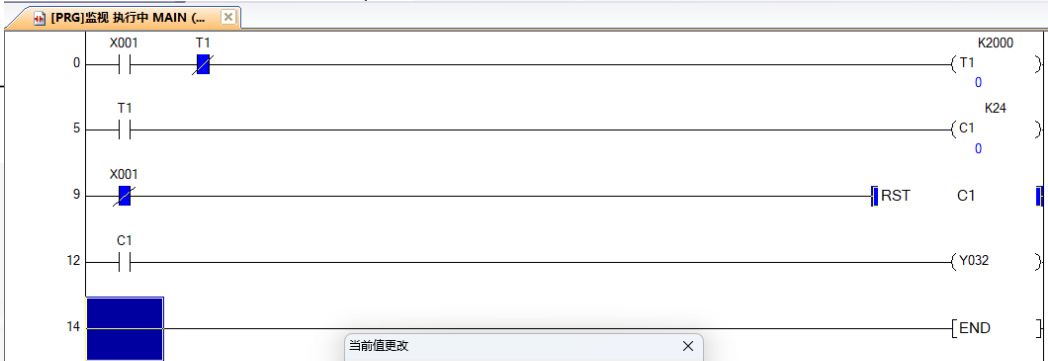 [PRG]监视 执行中 MAIN (...
X001 T1 K2000
0 T1
0
T1 K24
5 C1
0
X001
9 RST C1
C1
12 Y032
14 END
当前值更改